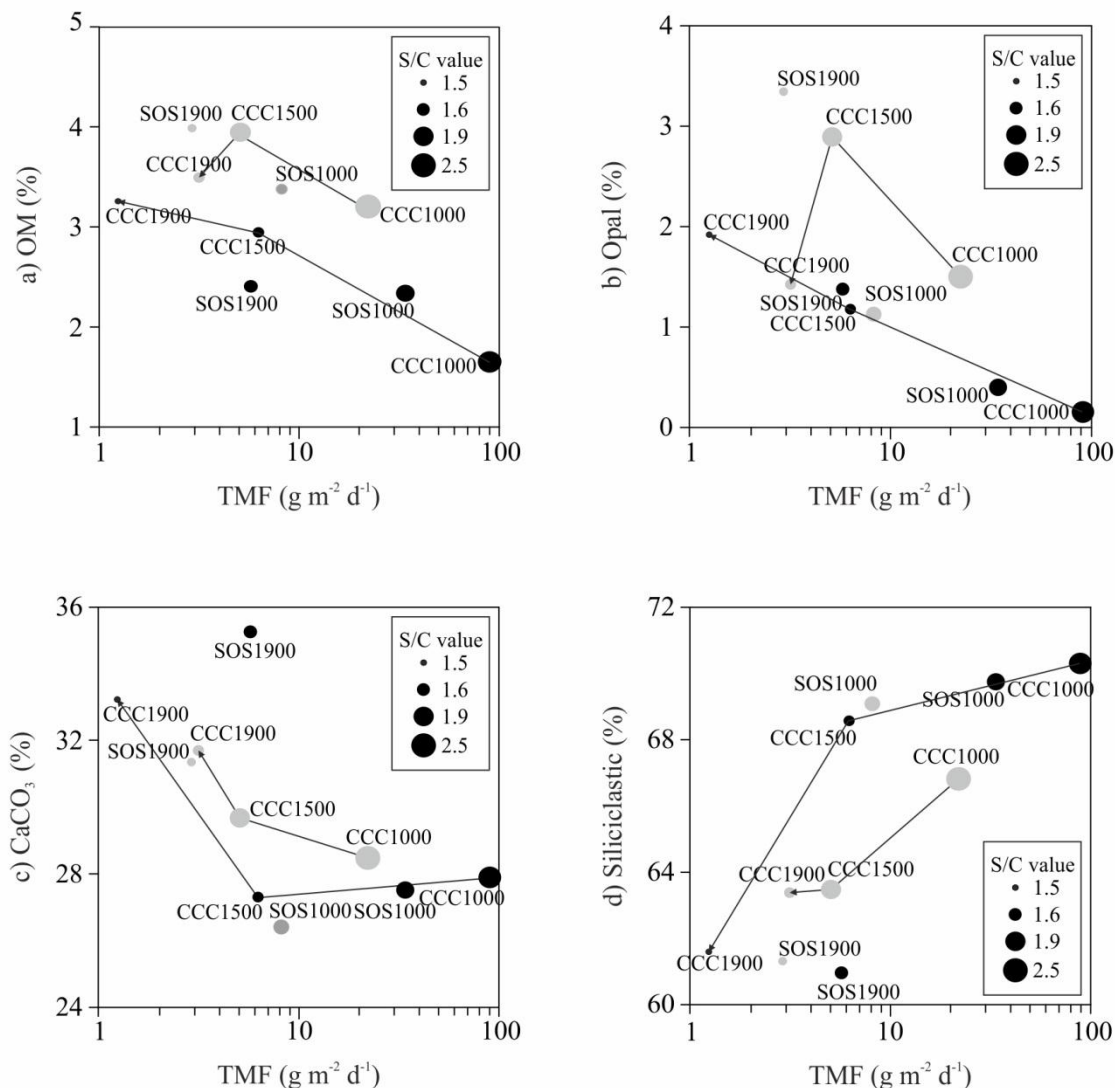 5
4
3
2
1
a) OM (%)
S/C value
1.5
1.6
1.9
2.5
SOS1900
CCC1500
CCC1900
SOS1000
CCC1000
CCC1900
CCC1500
SOS1900
SOS1000
CCC1000
1
10
100
TMF (g m-2 d-1)
4
3
2
1
0
b) Opal (%)
S/C value
1.5
1.6
1.9
2.5
SOS1900
CCC1500
CCC1900
CCC1900
CCC1000
SOS1900
SOS1000
CCC1500
SOS1000
CCC1000
1
10
100
TMF (g m-2 d-1)
36
32
28
24
c) CaCO3 (%)
S/C value
1.5
1.6
1.9
2.5
SOS1900
CCC1900
CCC1900
SOS1900
CCC1500
CCC1000
CCC1500
SOS1000
SOS1000
CCC1000
1
10
100
TMF (g m-2 d-1)
72
68
64
60
d) Siliciclastic (%)
SOS1000
SOS1000
CCC1000
CCC1500
CCC1000
CCC1900
CCC1500
CCC1900
SOS1900
SOS1900
S/C value
1.5
1.6
1.9
2.5
1
10
100
TMF (g m-2 d-1)